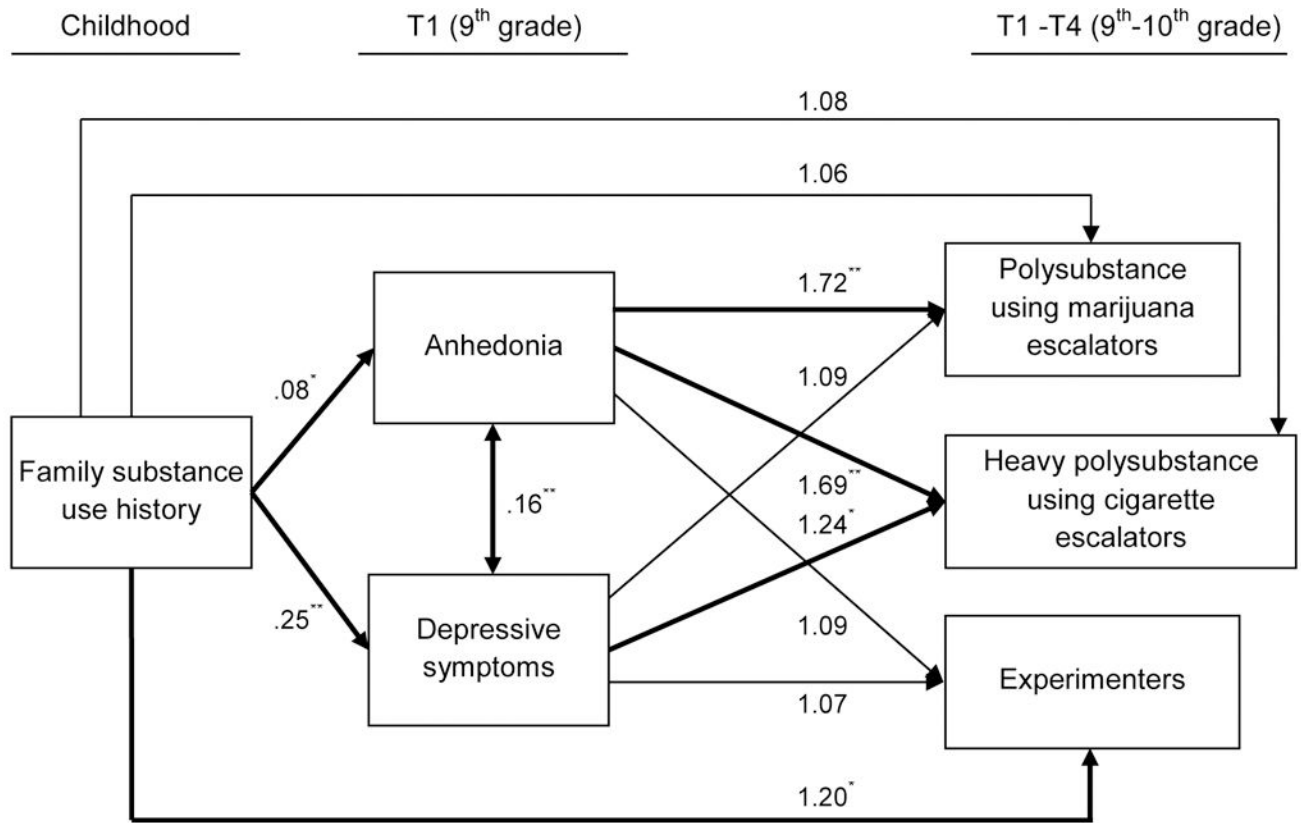 Childhood
T1 (9th grade)
T1 -T4 (9th-10th grade)
1.08
1.06
Polysubstance
using marijuana
escalators
1.72**
Anhedonia
1.09
.08*
Family substance
use history
Heavy polysubstance
using cigarette
escalators
1.69**
.16**
1.24*
.25**
Depressive
symptoms
1.09
Experimenters
1.07
1.20*